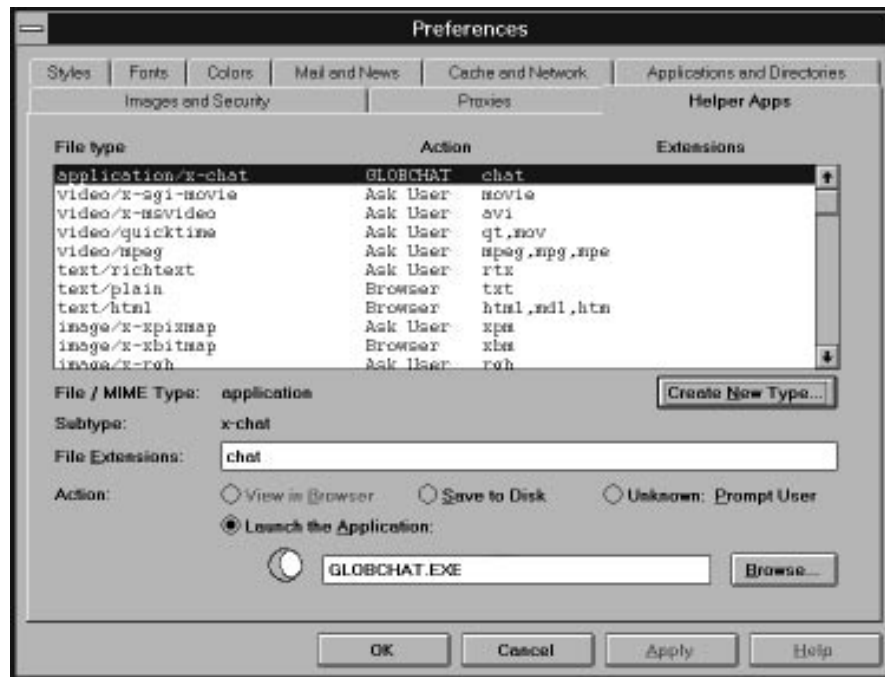 Preferences
Styles Fonts Colors Mail and News Cache and Network Applications and Directories
Images and Security Proxies Helper Apps
File type Action Extensions
application/x-chat GLOBCHAT chat
video/x-sgi-movie Ask User movie
video/x-msvideo Ask User avi
video/quicktime Ask User qt,mov
video/mpeg Ask User mpeg,mpg,mpe
text/richtext Ask User rtx
text/plain Browser txt
text/html Browser html,mdl,htm
image/x-xpixmap Ask User xpm
image/x-xbitmap Browser xbm
image/x-rgb Ask User rgb
File / MIME Type: application Create New Type...
Subtype: x-chat
File Extensions: chat
Action: View in Browser Save to Disk Unknown: Prompt User
Launch the Application:
GLOBCHAT.EXE Browse...
OK Cancel Apply Help